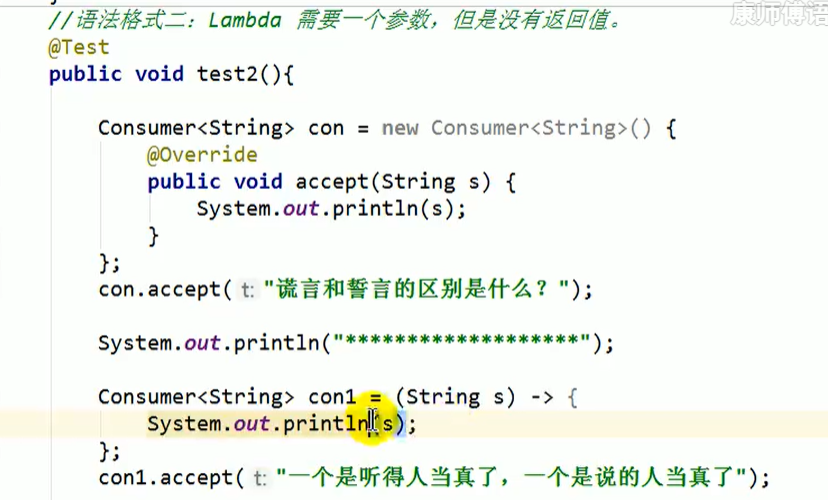 康师傅语
//语法格式二：Lambda 需要一个参数，但是没有返回值。
@Test
public void test2(){
Consumer<String> con = new Consumer<String>() {
@Override
public void accept(String s) {
System.out.println(s);
}
};
con.accept( t: "谎言和誓言的区别是什么？");
System.out.println("*******************");
Consumer<String> con1 = (String s) -> {
System.out.println(s);
};
con1.accept( t: "一个是听得人当真了，一个是说的人当真了");